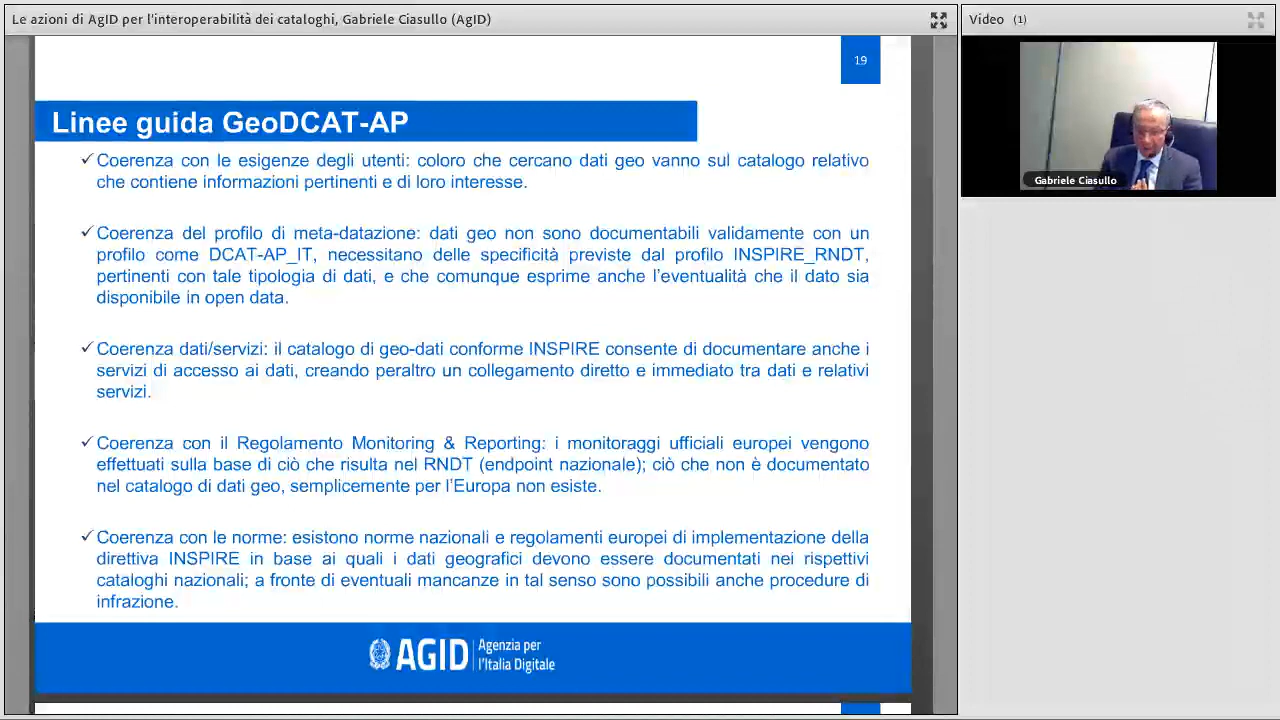 Le azioni di AgID per l'interoperabilità dei cataloghi, Gabriele Ciasullo (AgID)
Video (1)
19
Linee guida GeoDCAT-AP
✓ Coerenza con le esigenze degli utenti: coloro che cercano dati geo vanno sul catalogo relativo
che contiene informazioni pertinenti e di loro interesse.
✓ Coerenza del profilo di meta-datazione: dati geo non sono documentabili validamente con un
profilo come DCAT-AP_IT, necessitano delle specificità previste dal profilo INSPIRE_RNDT,
pertinenti con tale tipologia di dati, e che comunque esprime anche l'eventualità che il dato sia
disponibile in open data.
✓ Coerenza dati/servizi: il catalogo di geo-dati conforme INSPIRE consente di documentare anche i
servizi di accesso ai dati, creando peraltro un collegamento diretto e immediato tra dati e relativi
servizi.
✓ Coerenza con il Regolamento Monitoring & Reporting: i monitoraggi ufficiali europei vengono
effettuati sulla base di ciò che risulta nel RNDT (endpoint nazionale); ciò che non è documentato
nel catalogo di dati geo, semplicemente per l'Europa non esiste.
✓ Coerenza con le norme: esistono norme nazionali e regolamenti europei di implementazione della
direttiva INSPIRE in base ai quali i dati geografici devono essere documentati nei rispettivi
cataloghi nazionali; a fronte di eventuali mancanze in tal senso sono possibili anche procedure di
infrazione.
AGID
Agenzia per
l'Italia Digitale
Gabriele Ciasullo